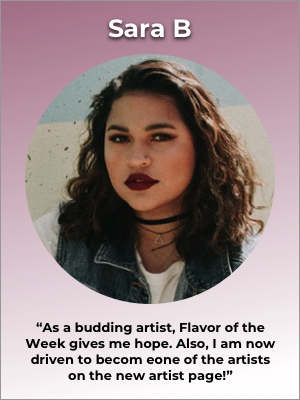 Sara B
“As a budding artist, Flavor of the
Week gives me hope. Also, I am now
driven to becom eone of the artists
on the new artist page!”